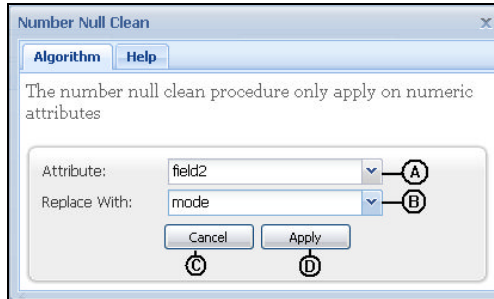 Number Null Clean x
Algorithm Help
The number null clean procedure only apply on numeric
attributes
Attribute: field2 A
Replace With: mode B
Cancel Apply
C D